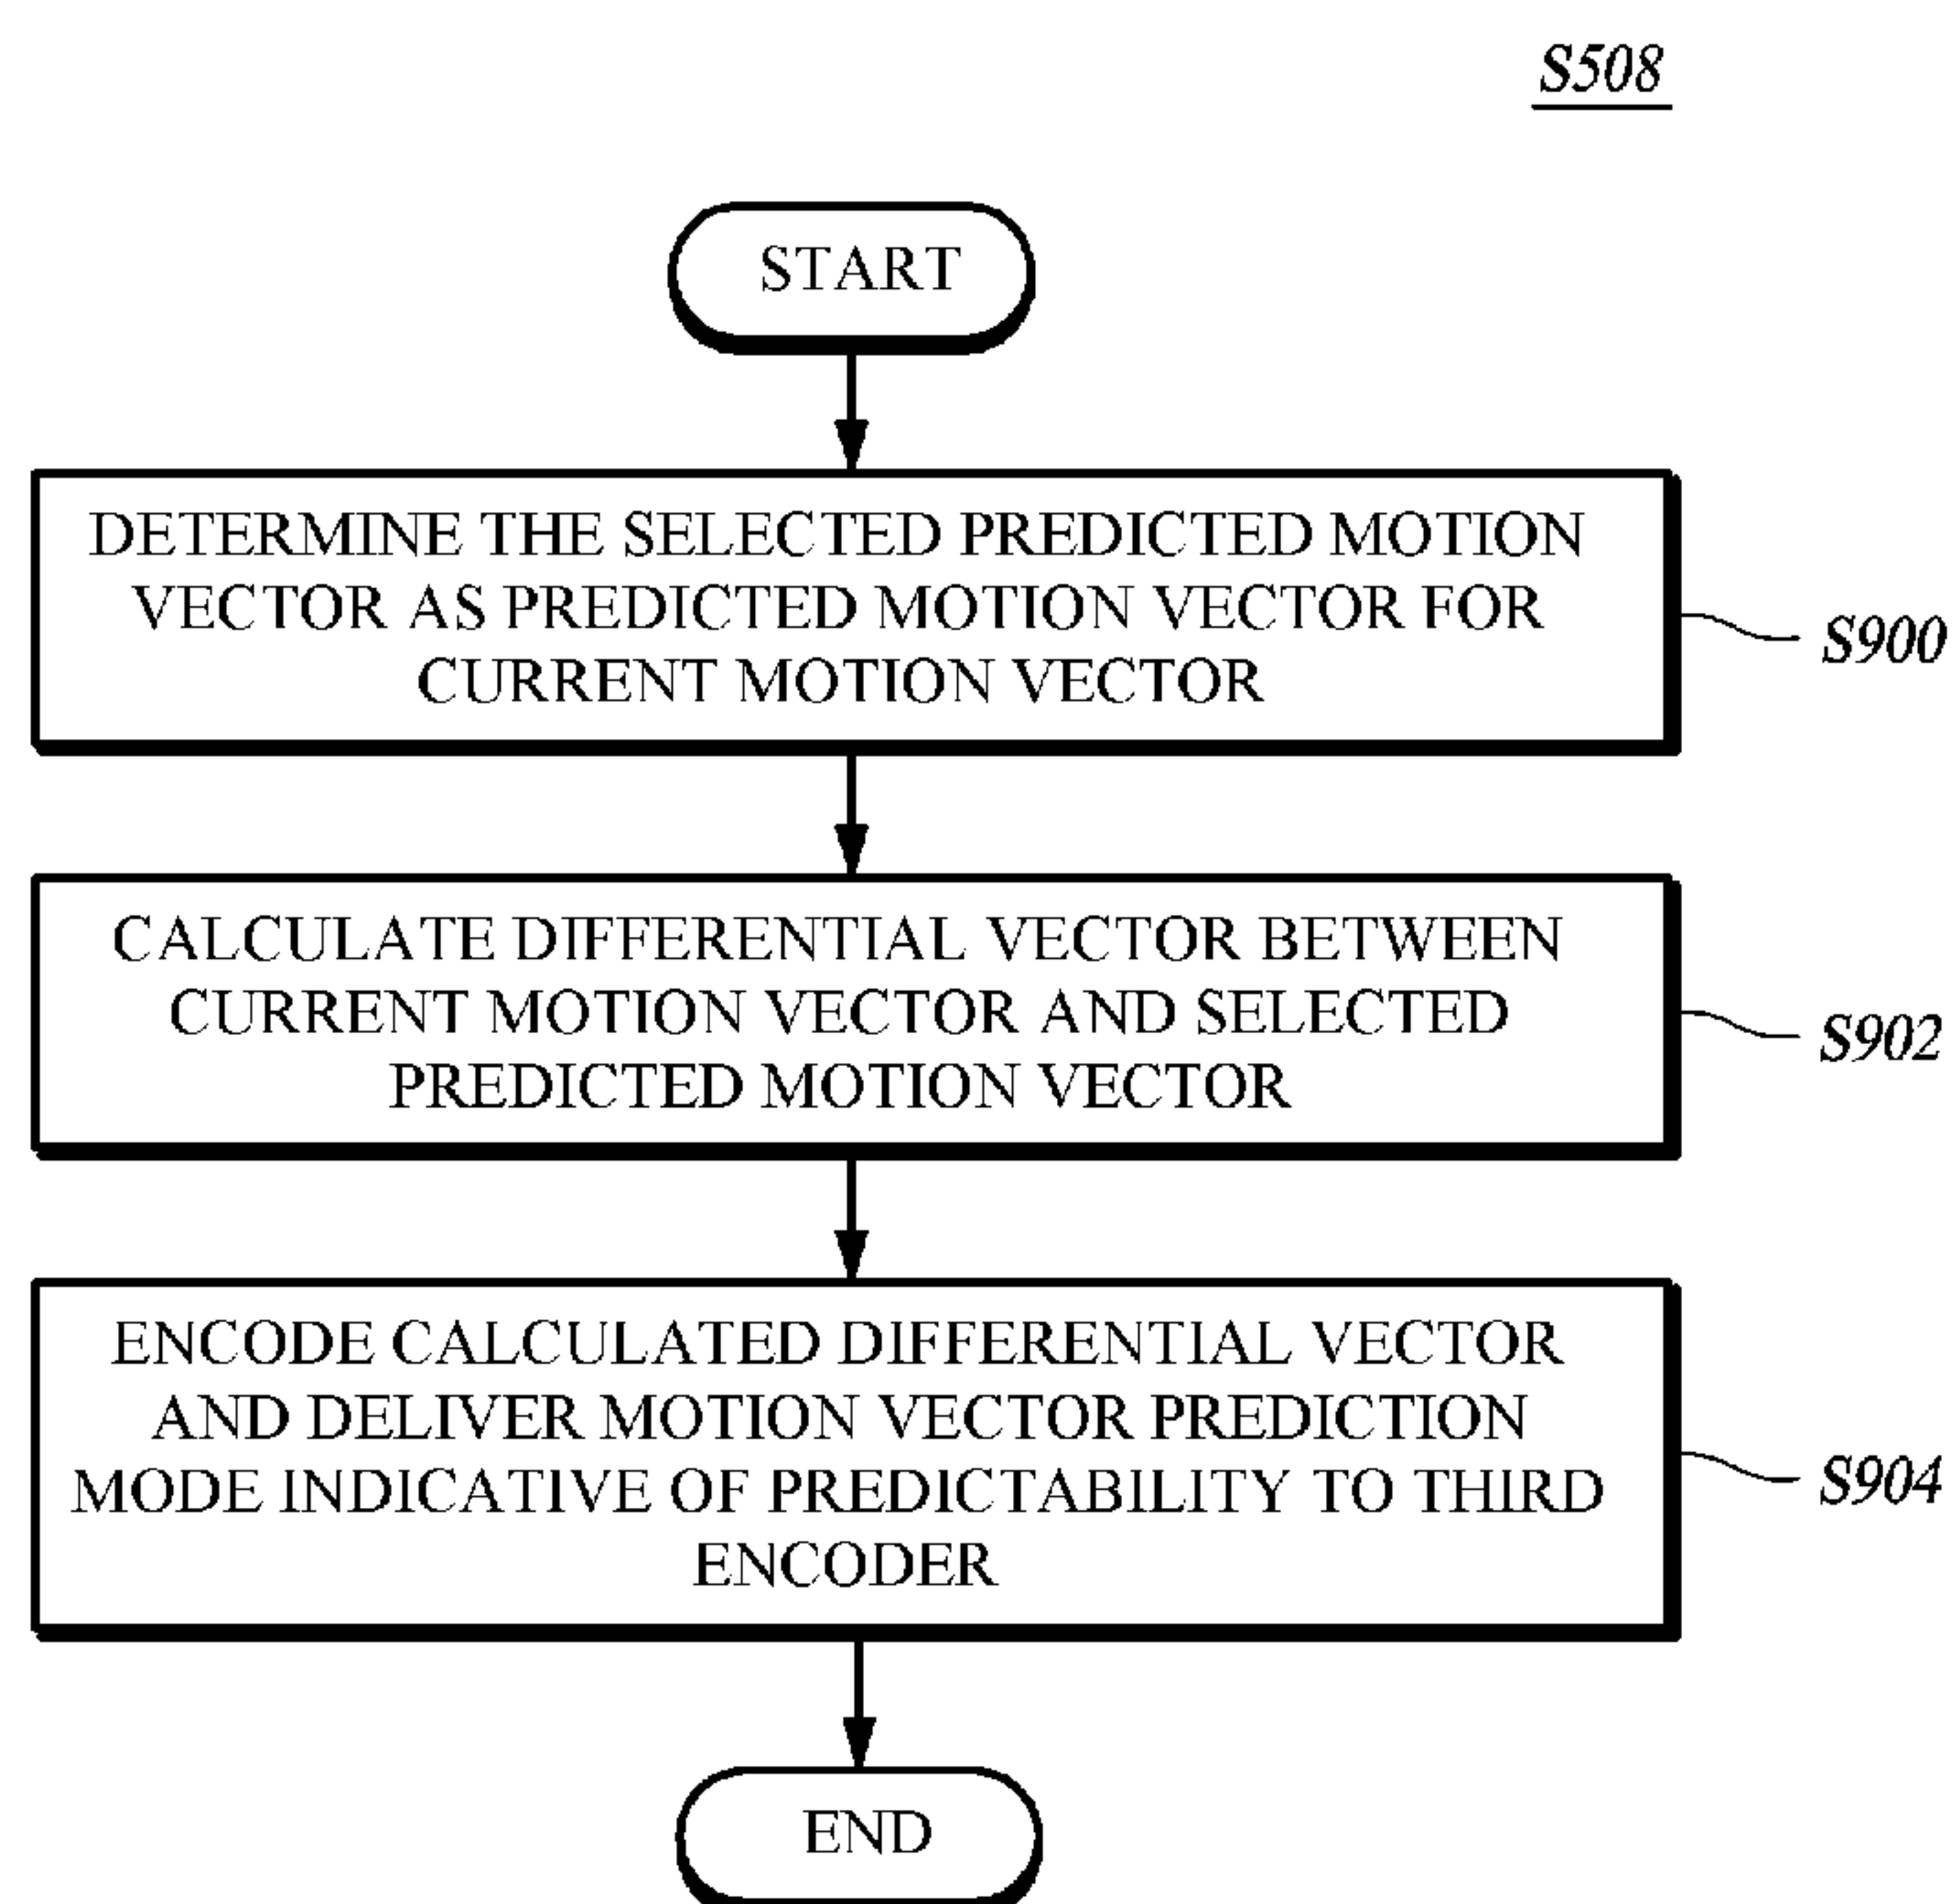 S508
START
DETERMINE THE SELECTED PREDICTED MOTION
VECTOR AS PREDICTED MOTION VECTOR FOR
CURRENT MOTION VECTOR
S900
CALCULATE DIFFERENTIAL VECTOR BETWEEN
CURRENT MOTION VECTOR AND SELECTED
PREDICTED MOTION VECTOR
S902
ENCODE CALCULATED DIFFERENTIAL VECTOR
AND DELIVER MOTION VECTOR PREDICTION
MODE INDICATIVE OF PREDICTABILITY TO THIRD
ENCODER
S904
END